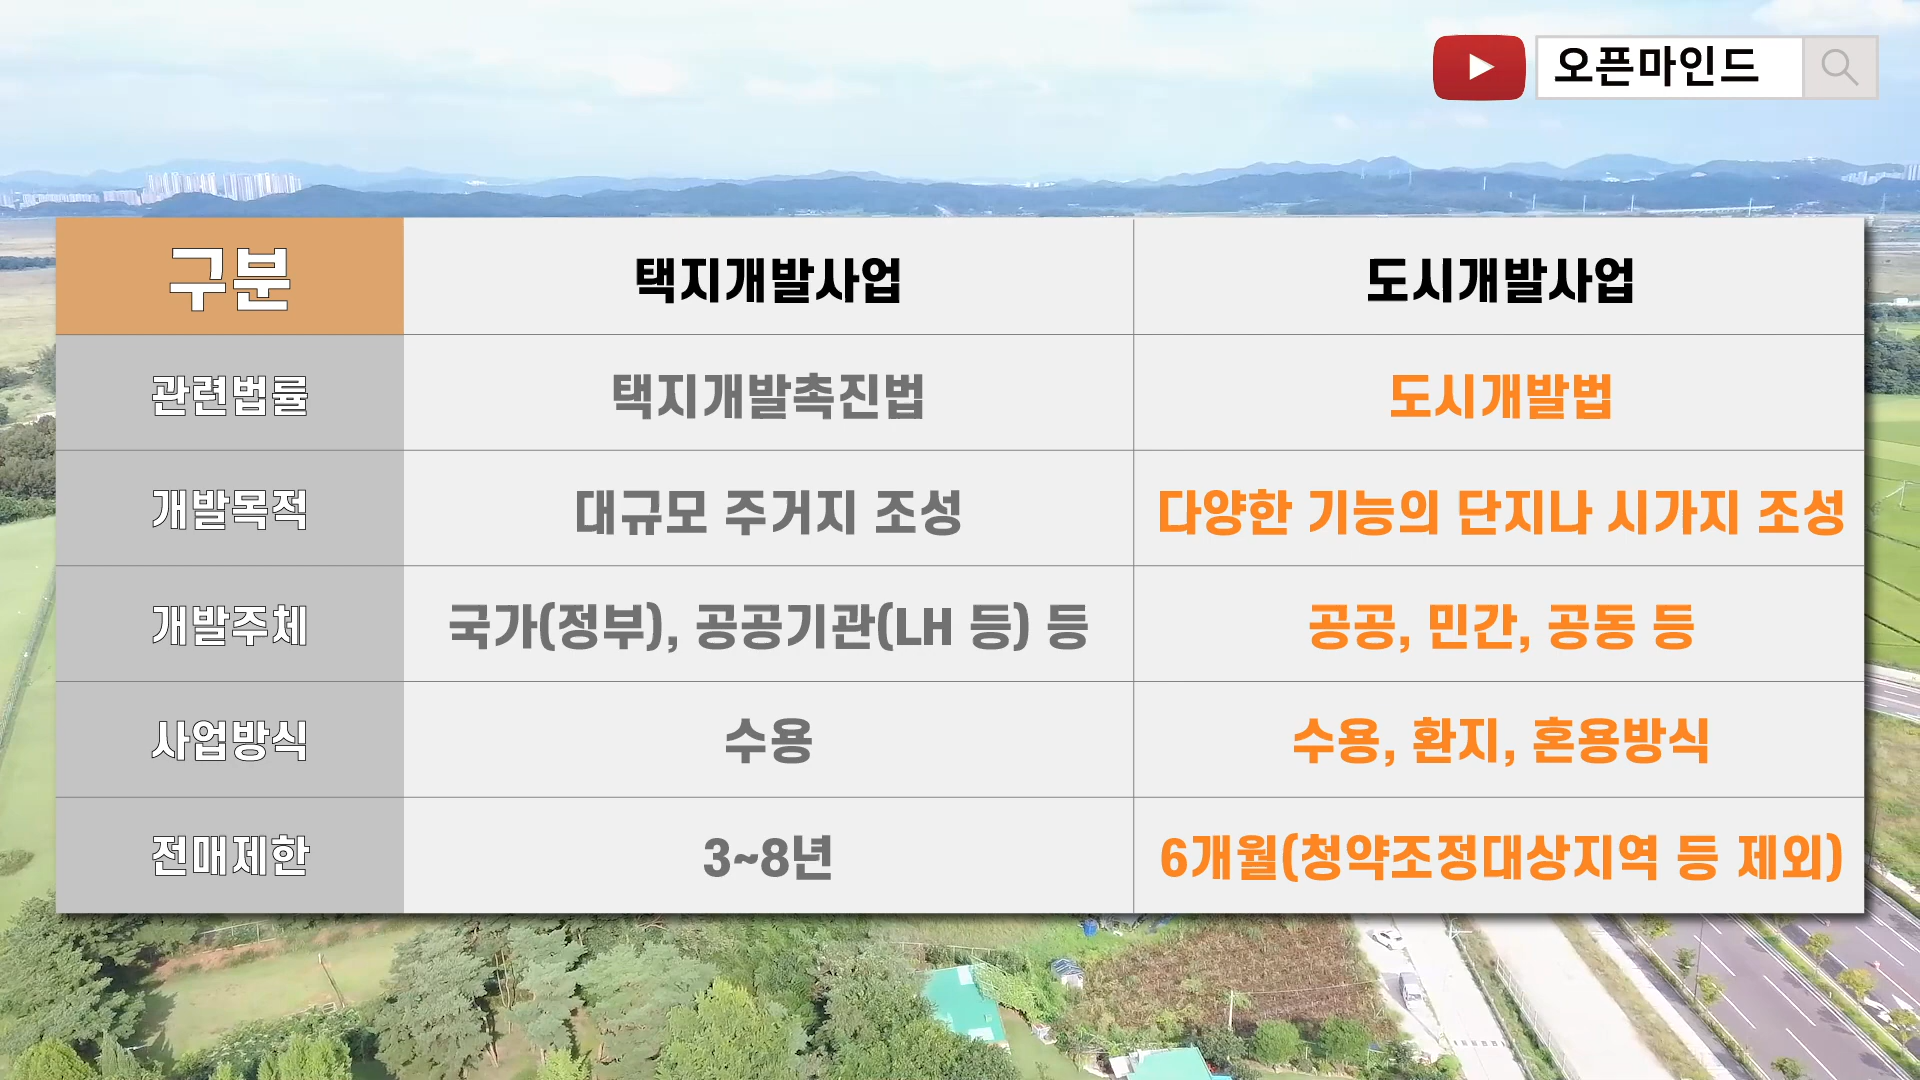 오픈마인드
구분 택지개발사업 도시개발사업
관련법률 택지개발촉진법 도시개발법
개발목적 대규모 주거지 조성 다양한 기능의 단지나 시가지 조성
개발주체 국가(정부), 공공기관(LH 등) 등 공공, 민간, 공동 등
사업방식 수용 수용, 환지, 혼용방식
전매제한 3~8년 6개월(청약조정대상지역 등 제외)